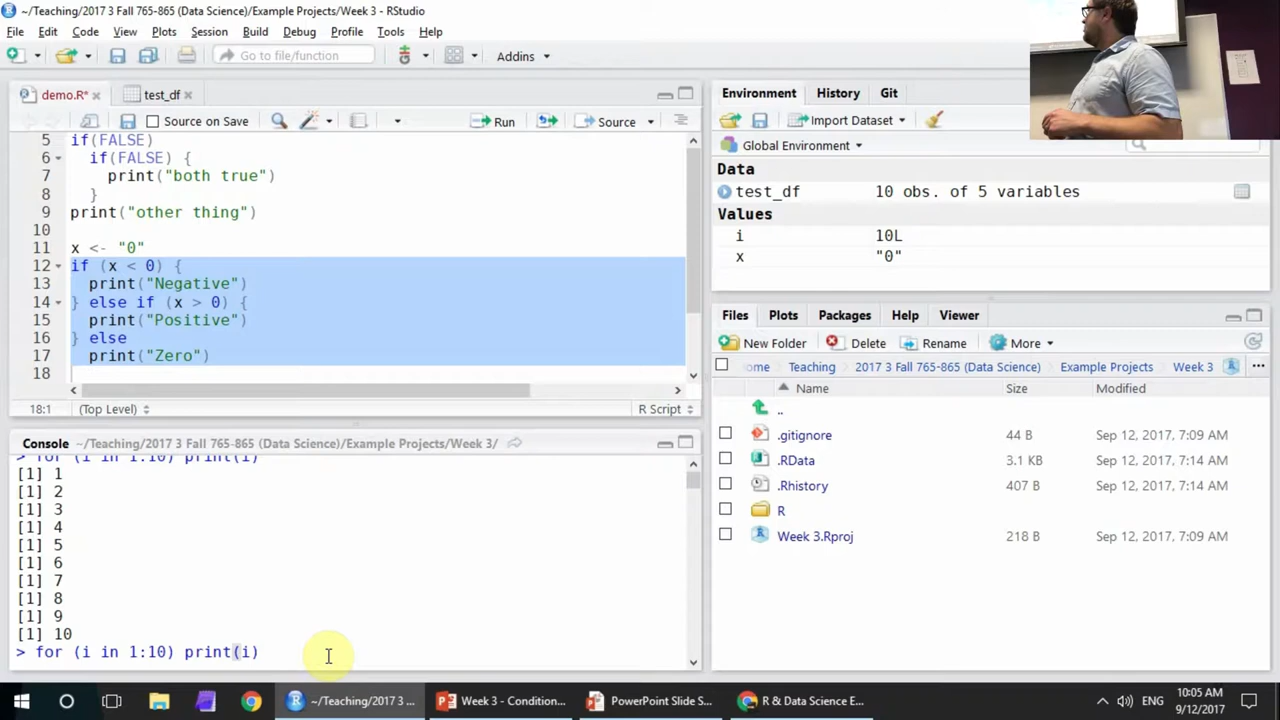 ~/Teaching/2017 3 Fall 765-865 (Data Science)/Example Projects/Week 3 - RStudio
File Edit Code View Plots Session Build Debug Profile Tools Help
Go to file/function Addins
demo.R* test_df
Source on Save Run Source
5 if(FALSE)
6 if(FALSE) {
7 print("both true")
8 }
9 print("other thing")
10
11 x <- "0"
12 if (x < 0) {
13 print("Negative")
14 } else if (x > 0) {
15 print("Positive")
16 } else
17 print("Zero")
18
18:1 (Top Level) R Script
Console ~/Teaching/2017 3 Fall 765-865 (Data Science)/Example Projects/Week 3/
for (i in 1:10) print(i)
[1] 1
[1] 2
[1] 3
[1] 4
[1] 5
[1] 6
[1] 7
[1] 8
[1] 9
[1] 10
> for (i in 1:10) print(i)
Environment History Git
Import Dataset
Global Environment
Data
test_df 10 obs. of 5 variables
Values
i 10L
x "0"
Files Plots Packages Help Viewer
New Folder Delete Rename More
ome Teaching 2017 3 Fall 765-865 (Data Science) Example Projects Week 3
Name Size Modified
..
.gitignore 44 B Sep 12, 2017, 7:09 AM
.RData 3.1 KB Sep 12, 2017, 7:14 AM
.Rhistory 407 B Sep 12, 2017, 7:14 AM
R
Week 3.Rproj 218 B Sep 12, 2017, 7:09 AM
~/Teaching/2017 3 ... Week 3 - Condition... PowerPoint Slide S... R & Data Science E... ENG 10:05 AM
9/12/2017